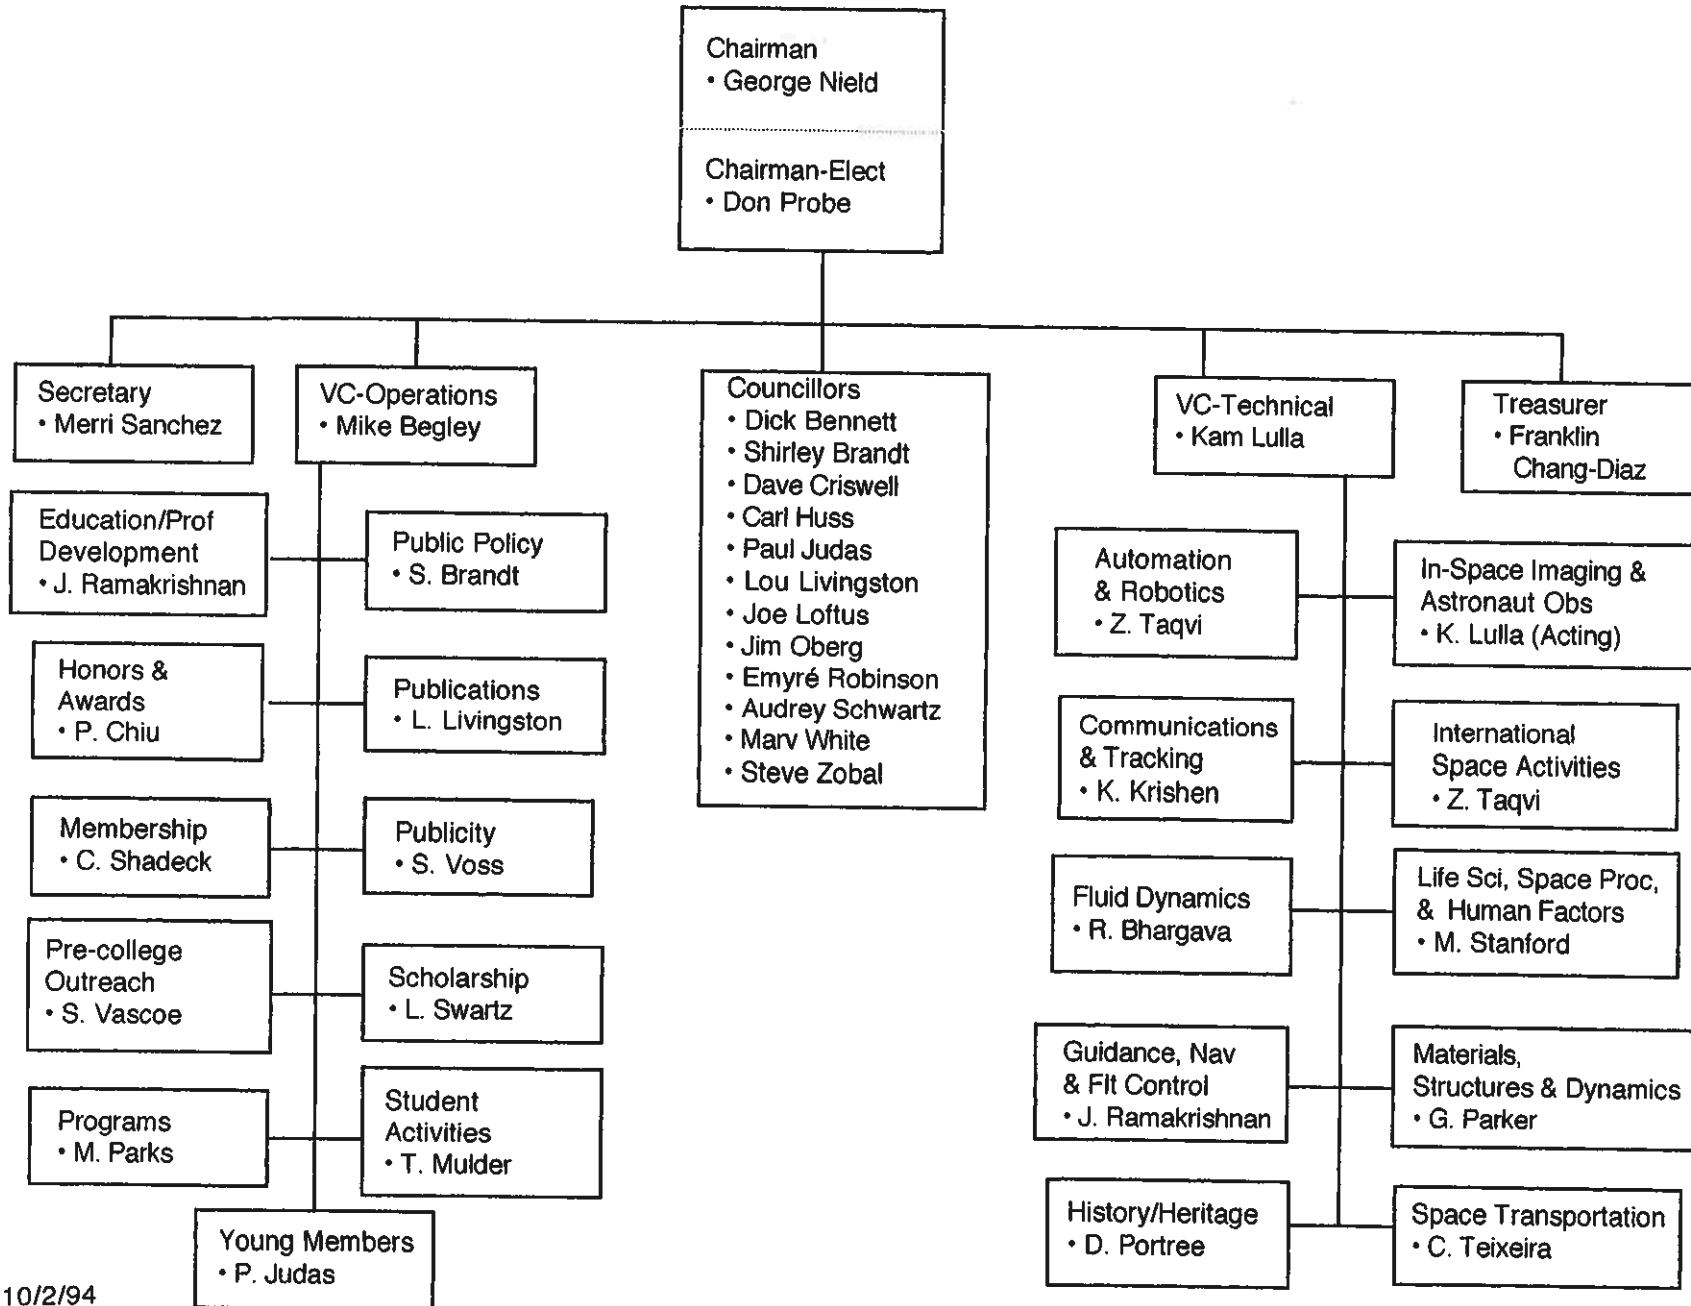 Chairman
• George Nield
Chairman-Elect
• Don Probe
Secretary
• Merri Sanchez
VC-Operations
• Mike Begley
Councillors
• Dick Bennett
• Shirley Brandt
• Dave Criswell
• Carl Huss
• Paul Judas
• Lou Livingston
• Joe Loftus
• Jim Oberg
• Emyré Robinson
• Audrey Schwartz
• Marv White
• Steve Zobal
VC-Technical
• Kam Lulla
Treasurer
• Franklin
Chang-Diaz
Education/Prof
Development
• J. Ramakrishnan
Public Policy
• S. Brandt
Honors &
Awards
• P. Chiu
Publications
• L. Livingston
Membership
• C. Shadeck
Publicity
• S. Voss
Pre-college
Outreach
• S. Vascoe
Scholarship
• L. Swartz
Programs
• M. Parks
Student
Activities
• T. Mulder
Young Members
• P. Judas
Automation
& Robotics
• Z. Taqvi
In-Space Imaging &
Astronaut Obs
• K. Lulla (Acting)
Communications
& Tracking
• K. Krishen
International
Space Activities
• Z. Taqvi
Fluid Dynamics
• R. Bhargava
Life Sci, Space Proc,
& Human Factors
• M. Stanford
Guidance, Nav
& Flt Control
• J. Ramakrishnan
Materials,
Structures & Dynamics
• G. Parker
History/Heritage
• D. Portree
Space Transportation
• C. Teixeira
10/2/94